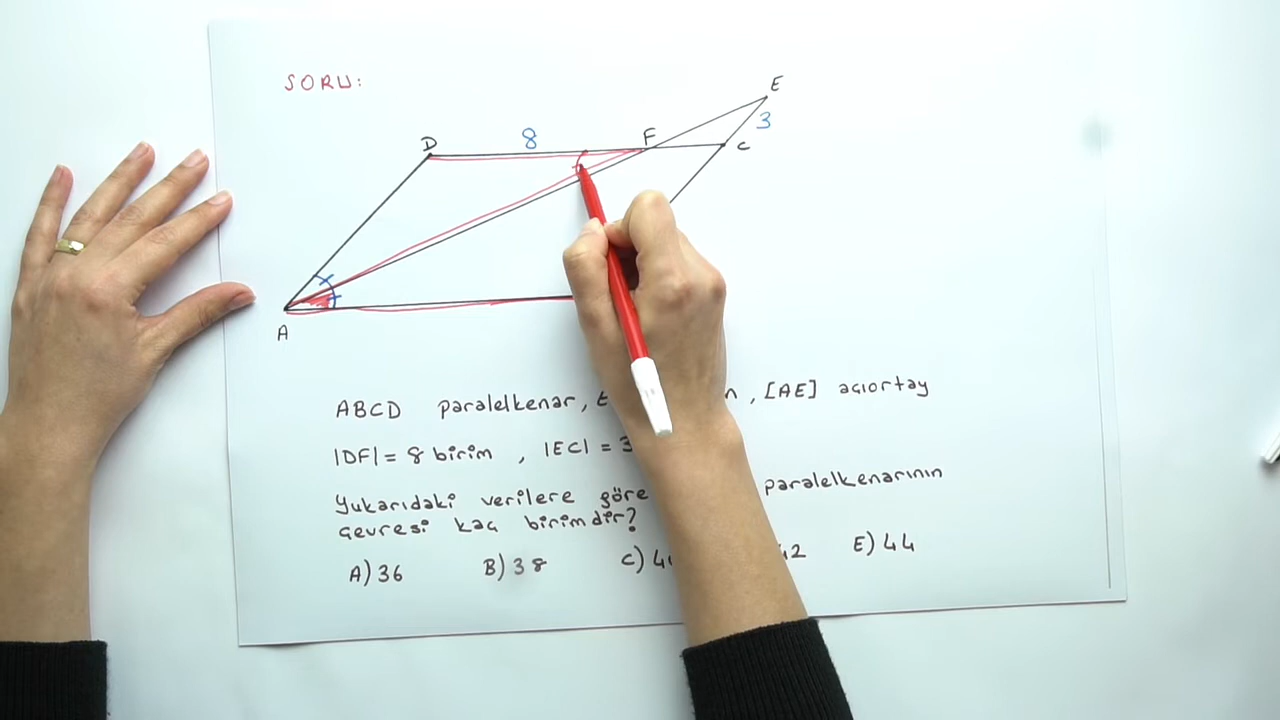 SORU:
E
3
D 8 F C
A
ABCD paralelkenar, [AE] açıortay
|DF| = 8 birim , |EC| = 3
Yukarıdaki verilere göre paralelkenarının
çevresi kaç birimdir?
A) 36 B) 38 C) E) 44